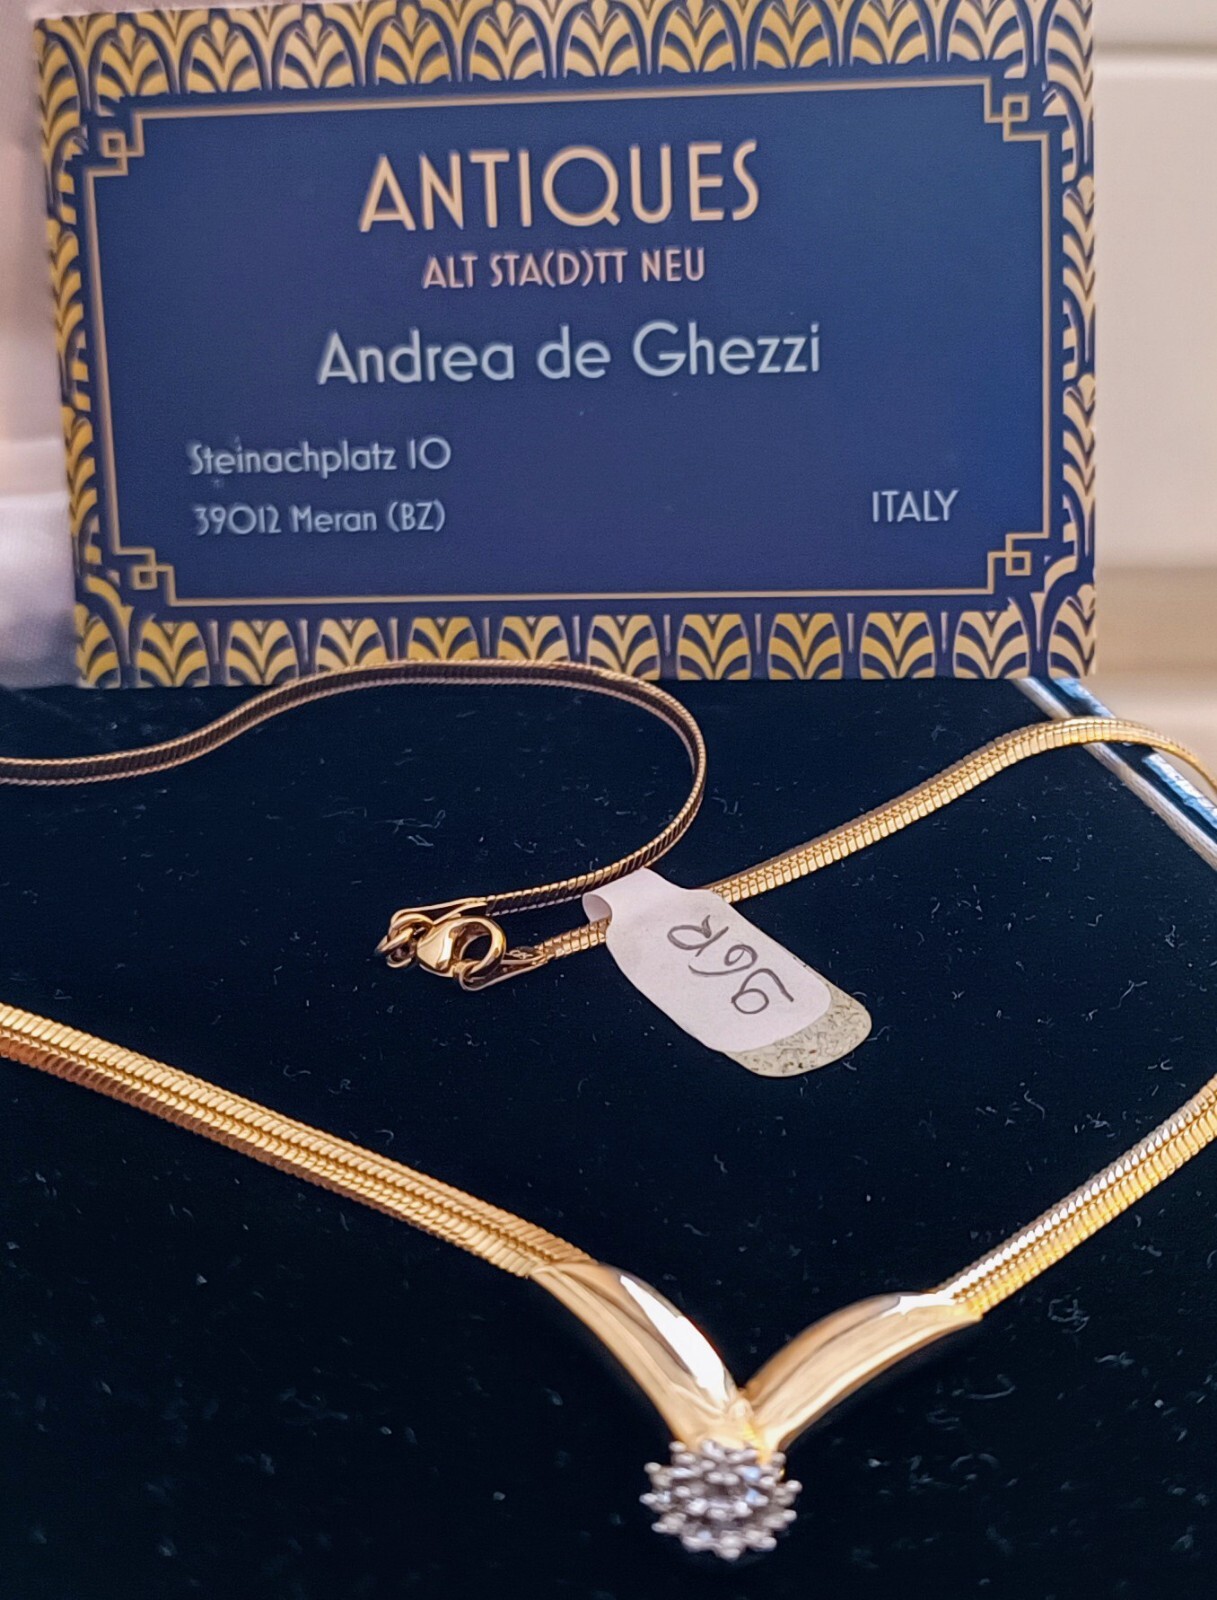 ANTIQUES
ALT STA(D)TT NEU
Andrea de Ghezzi
Steinachplatz 10
39012 Meran (BZ)
ITALY